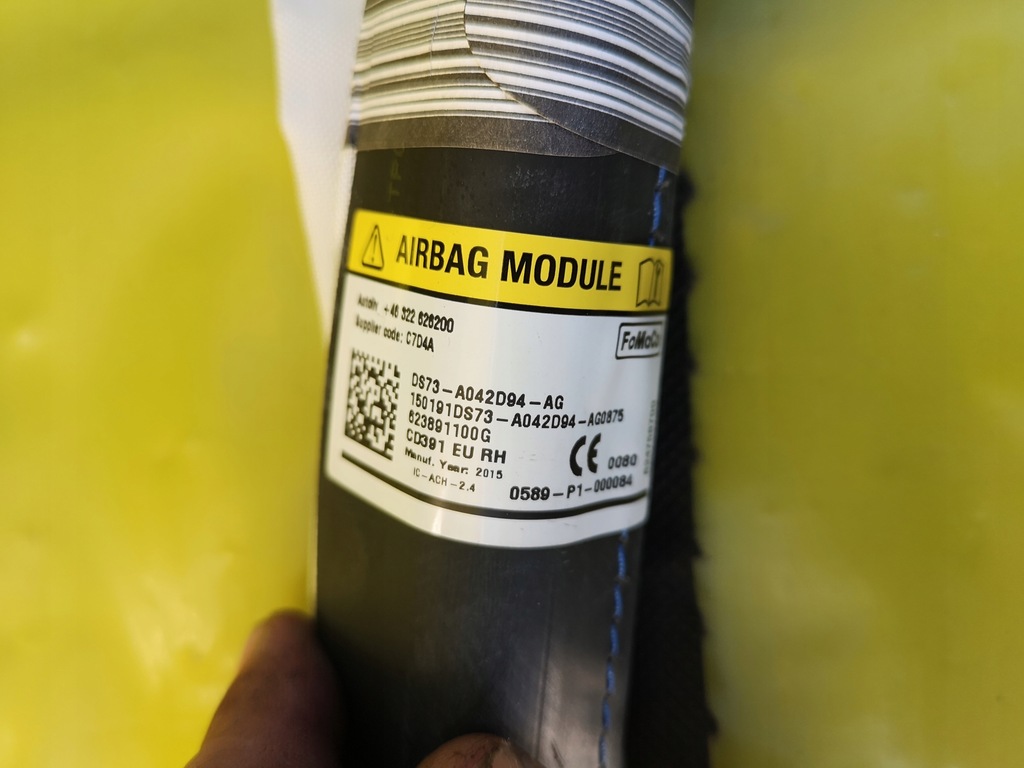 AIRBAG MODULE
Autoliv. +46 322 626200
Supplier code: C7D4A
FoMoCo
DS73-A042D94-AG
150191DS73-A042D94-AG0875
623891100G
CD391 EU RH
Manuf. Year: 2015
IC-ACH-2.4
CE 0080
0589-P1-000084